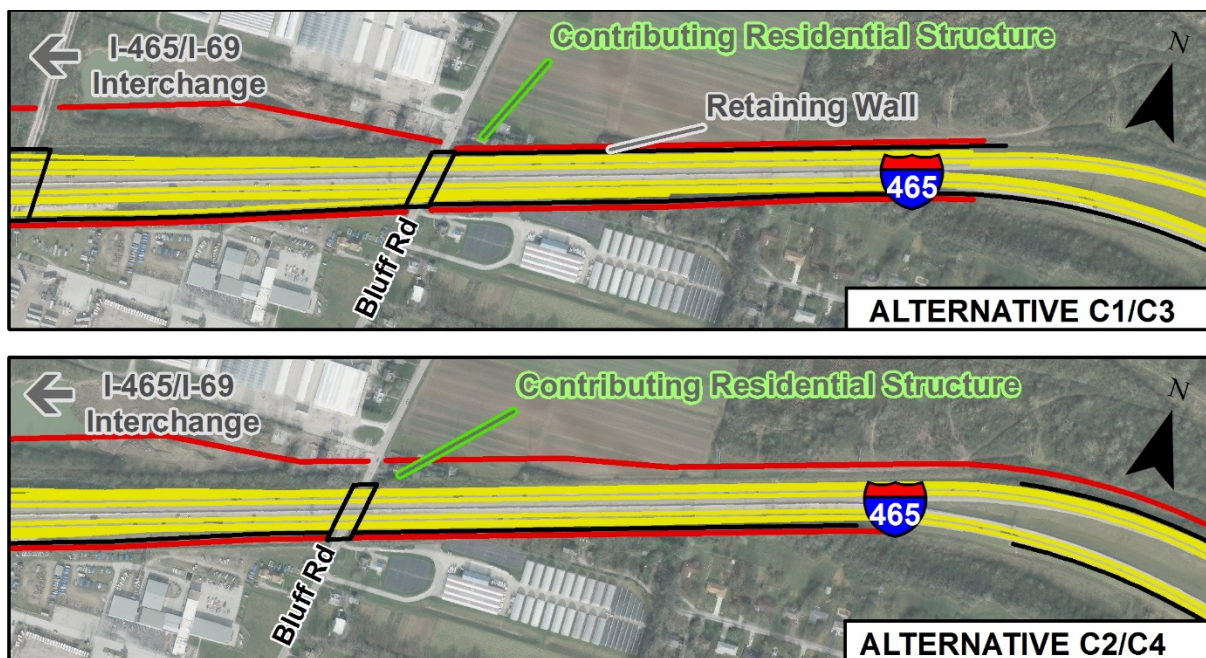 I-465/I-69
Interchange
Contributing Residential Structure
N
Retaining Wall
465
Bluff Rd
ALTERNATIVE C1/C3
I-465/I-69
Interchange
Contributing Residential Structure
N
465
Bluff Rd
ALTERNATIVE C2/C4